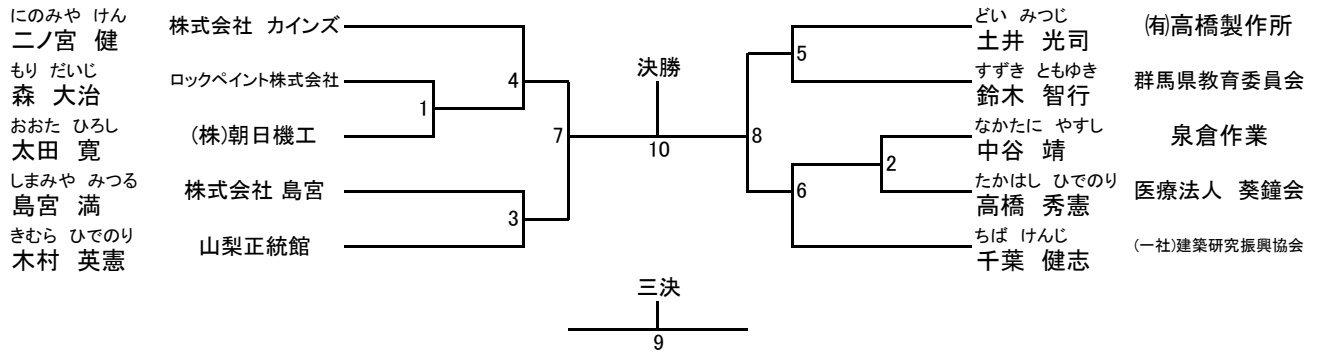 にのみや けん
二ノ宮 健
株式会社 カインズ
もり だいじ
森 大治
ロックペイント株式会社
おおた ひろし
太田 寛
(株)朝日機工
しまみや みつる
島宮 満
株式会社 島宮
きむら ひでのり
木村 英憲
山梨正統館
1
4
3
7
決勝
10
8
5
2
6
どい みつじ
土井 光司
㈲高橋製作所
すずき ともゆき
鈴木 智行
群馬県教育委員会
なかたに やすし
中谷 靖
泉倉作業
たかはし ひでのり
高橋 秀憲
医療法人 葵鐘会
ちば けんじ
千葉 健志
(一社)建築研究振興協会
三決
9